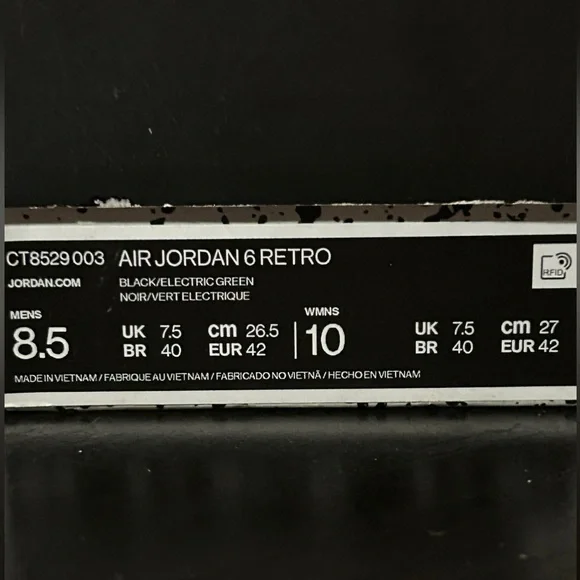 CT8529 003 AIR JORDAN 6 RETRO
RFID
JORDAN.COM BLACK/ELECTRIC GREEN
NOIR/VERT ELECTRIQUE
MENS WMNS
8.5 UK 7.5 cm 26.5 10 UK 7.5 cm 27
BR 40 EUR 42 BR 40 EUR 42
MADE IN VIETNAM / FABRIQUE AU VIETNAM / FABRICADO NO VIETNÃ / HECHO EN VIETNAM